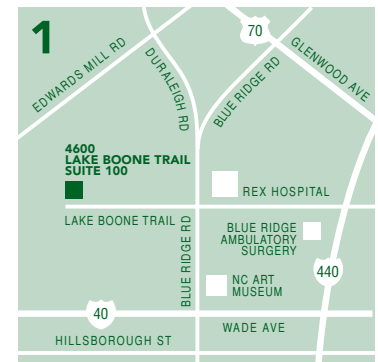 1
70
EDWARDS MILL RD
DURALEIGH RD
BLUE RIDGE RD
GLENWOOD AVE
4600
LAKE BOONE TRAIL
SUITE 100
REX HOSPITAL
LAKE BOONE TRAIL
BLUE RIDGE RD
BLUE RIDGE
AMBULATORY
SURGERY
NC ART
MUSEUM
440
40
WADE AVE
HILLSBOROUGH ST